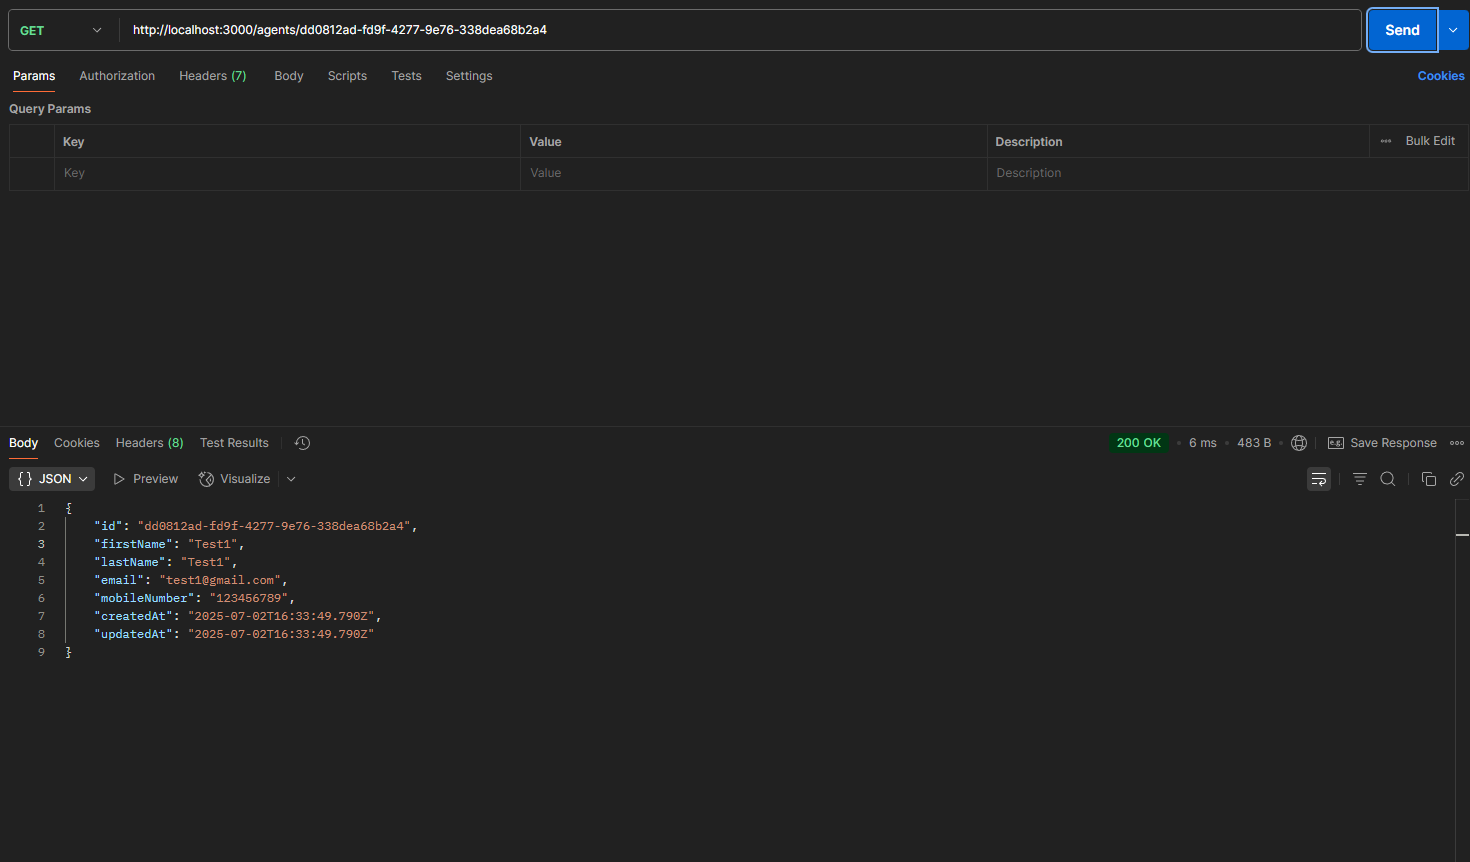 GET http://localhost:3000/agents/dd0812ad-fd9f-4277-9e76-338dea68b2a4 Send
Params Authorization Headers (7) Body Scripts Tests Settings Cookies
Query Params
Key Value Description Bulk Edit
Key Value Description
Body Cookies Headers (8) Test Results 200 OK • 6 ms • 483 B • e.g. Save Response
{} JSON Preview Visualize
1 {
2 "id": "dd0812ad-fd9f-4277-9e76-338dea68b2a4",
3 "firstName": "Test1",
4 "lastName": "Test1",
5 "email": "test1@gmail.com",
6 "mobileNumber": "123456789",
7 "createdAt": "2025-07-02T16:33:49.790Z",
8 "updatedAt": "2025-07-02T16:33:49.790Z"
9 }